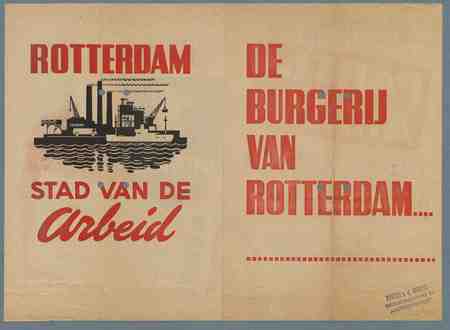 ROTTERDAM
STAD VAN DE
Arbeid
DE
BURGERIJ
VAN
ROTTERDAM....